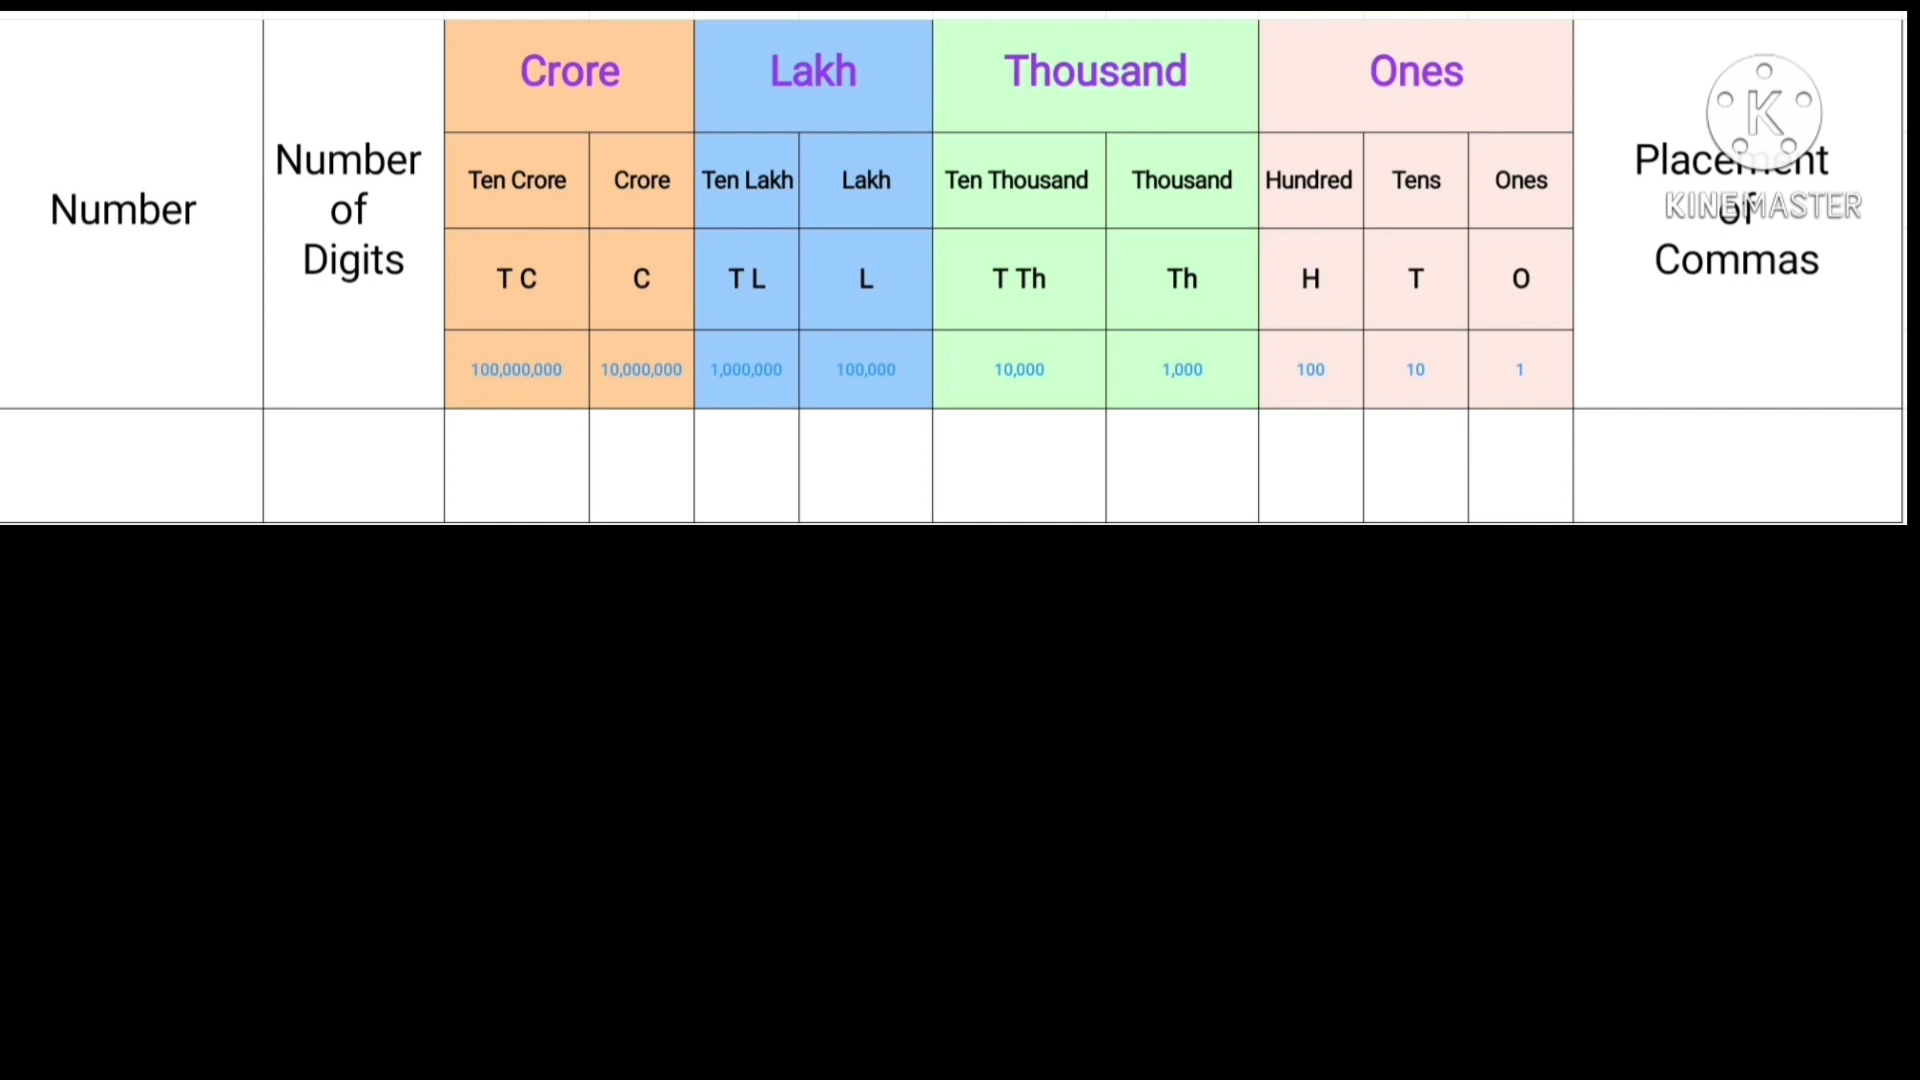 Number
Number
of
Digits
Crore
Lakh
Thousand
Ones
Placement
of
Commas
K
KINEMASTER
Ten Crore
Crore
Ten Lakh
Lakh
Ten Thousand
Thousand
Hundred
Tens
Ones
T C
C
T L
L
T Th
Th
H
T
O
100,000,000
10,000,000
1,000,000
100,000
10,000
1,000
100
10
1